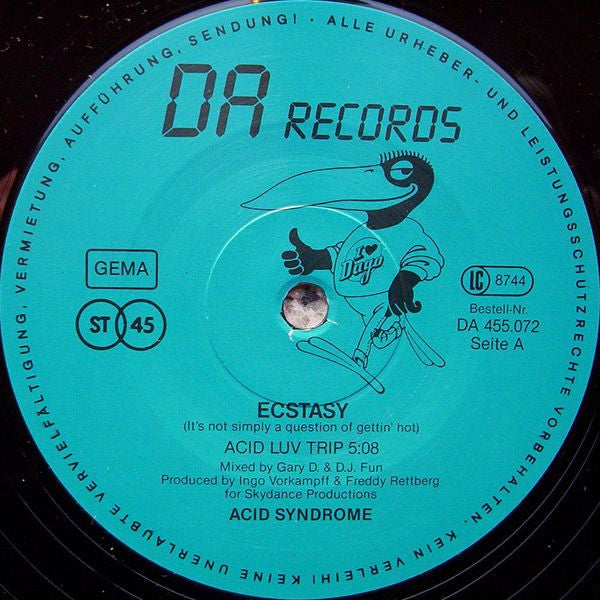 ALLE URHEBER- UND LEISTUNGSSCHUTZRECHTE VORBEHALTEN. KEIN VERLEIH! KEINE UNERLAUBTE VERVIELFÄLTIGUNG, VERMIETUNG, AUFFÜHRUNG, SENDUNG! ·
DA RECORDS
I ♥
Dago
GEMA
ST 45
LC 8744
Bestell-Nr.
DA 455.072
Seite A
ECSTASY
(It's not simply a question of gettin' hot)
ACID LUV TRIP 5:08
Mixed by Gary D. & D.J. Fun
Produced by Ingo Vorkampff & Freddy Rettberg
for Skydance Productions
ACID SYNDROME